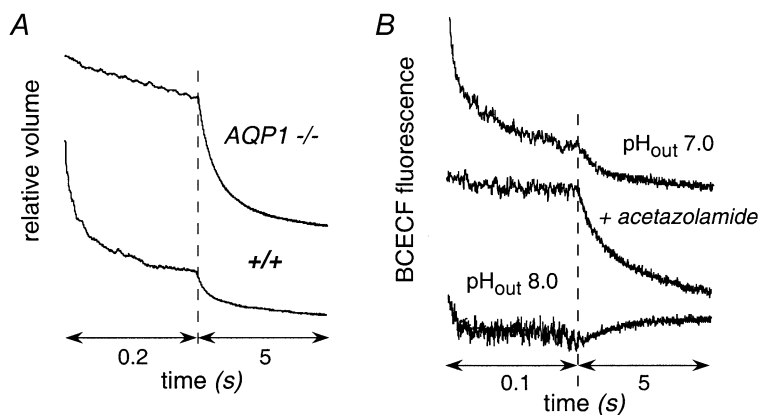 A
relative volume
AQP1 -/-
+/+
0.2
5
time (s)
B
BCECF fluorescence
pHout 7.0
+ acetazolamide
pHout 8.0
0.1
5
time (s)